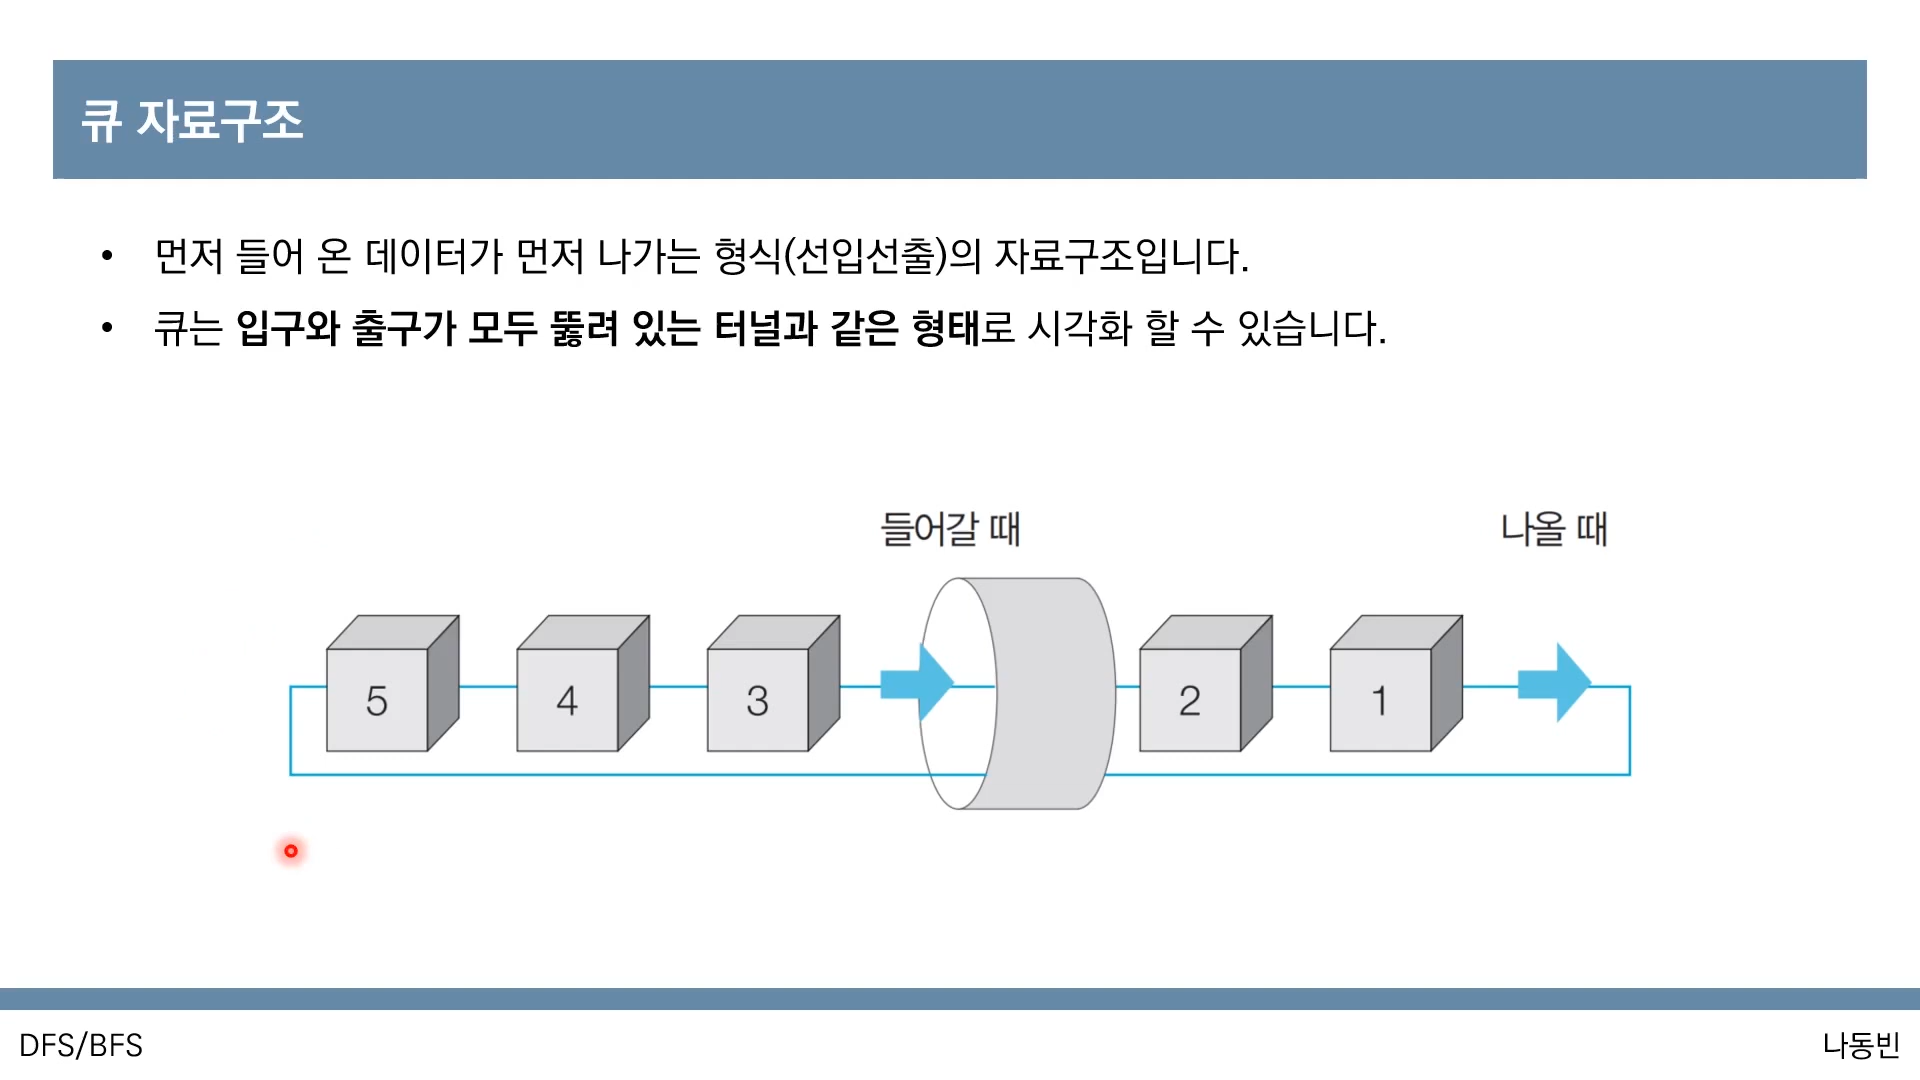 큐 자료구조
• 먼저 들어 온 데이터가 먼저 나가는 형식(선입선출)의 자료구조입니다.
• 큐는 입구와 출구가 모두 뚫려 있는 터널과 같은 형태로 시각화 할 수 있습니다.
들어갈 때 나올 때
5 4 3 2 1
DFS/BFS 나동빈